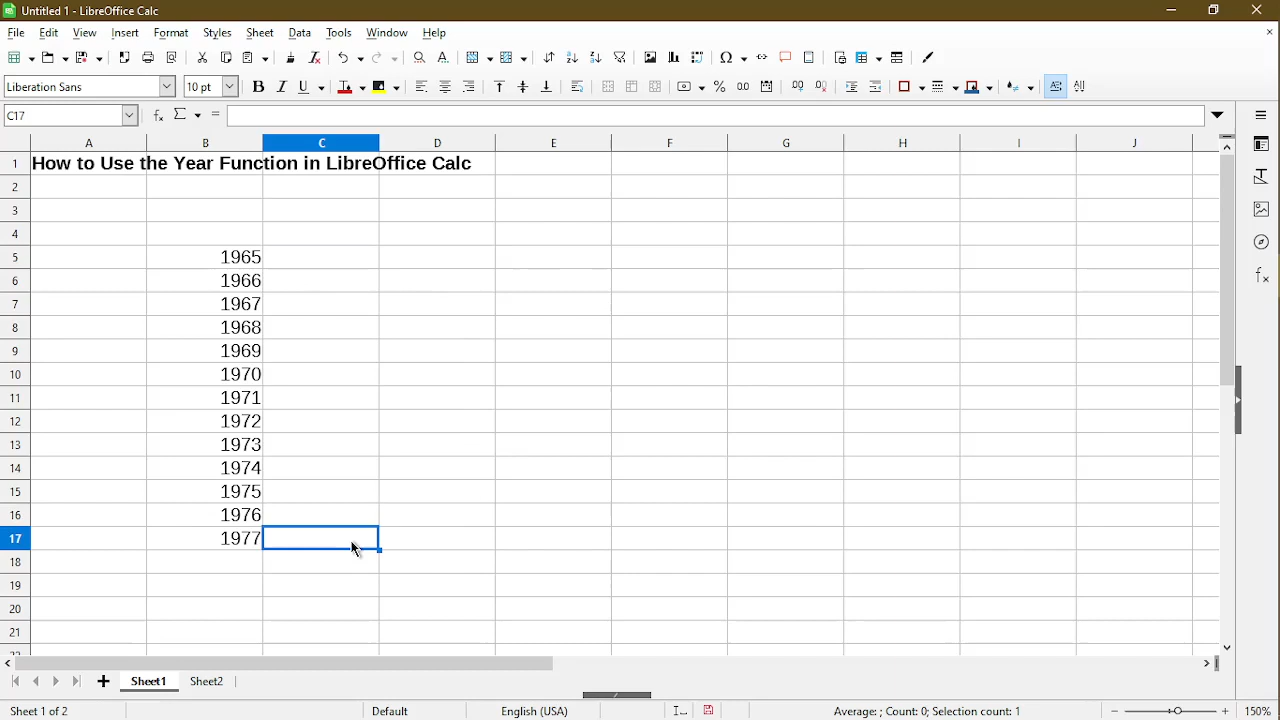 Untitled 1 - LibreOffice Calc
File Edit View Insert Format Styles Sheet Data Tools Window Help
Liberation Sans 10 pt
C17
A B C D E F G H I J
1 How to Use the Year Function in LibreOffice Calc
2
3
4
5 1965
6 1966
7 1967
8 1968
9 1969
10 1970
11 1971
12 1972
13 1973
14 1974
15 1975
16 1976
17 1977
18
19
20
21
Sheet1 Sheet2
Sheet 1 of 2 Default English (USA) Average: ; Count: 0; Selection count: 1 150%